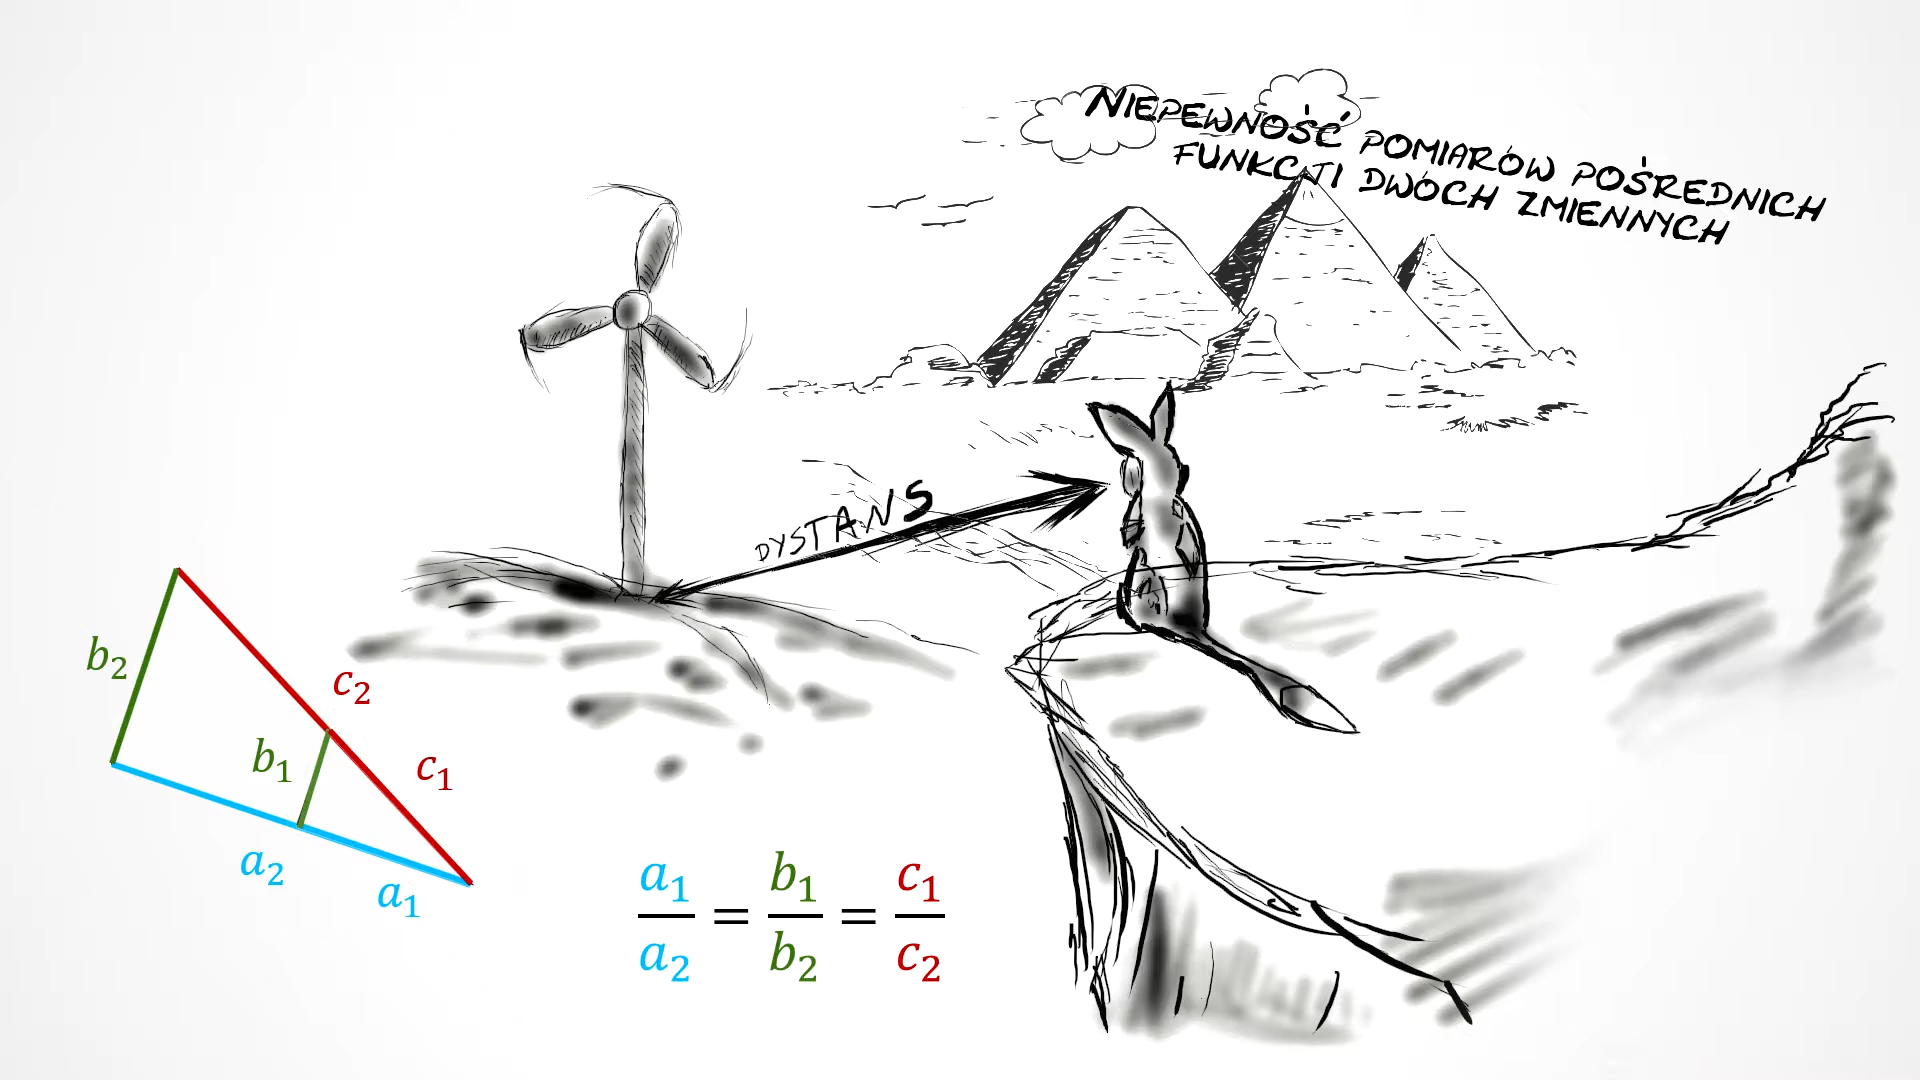 NIEPEWNOŚĆ POMIARÓW POŚREDNICH
FUNKCJI DWÓCH ZMIENNYCH
DYSTANS
b₂
c₂
b₁
c₁
a₂
a₁
a₁/a₂ = b₁/b₂ = c₁/c₂